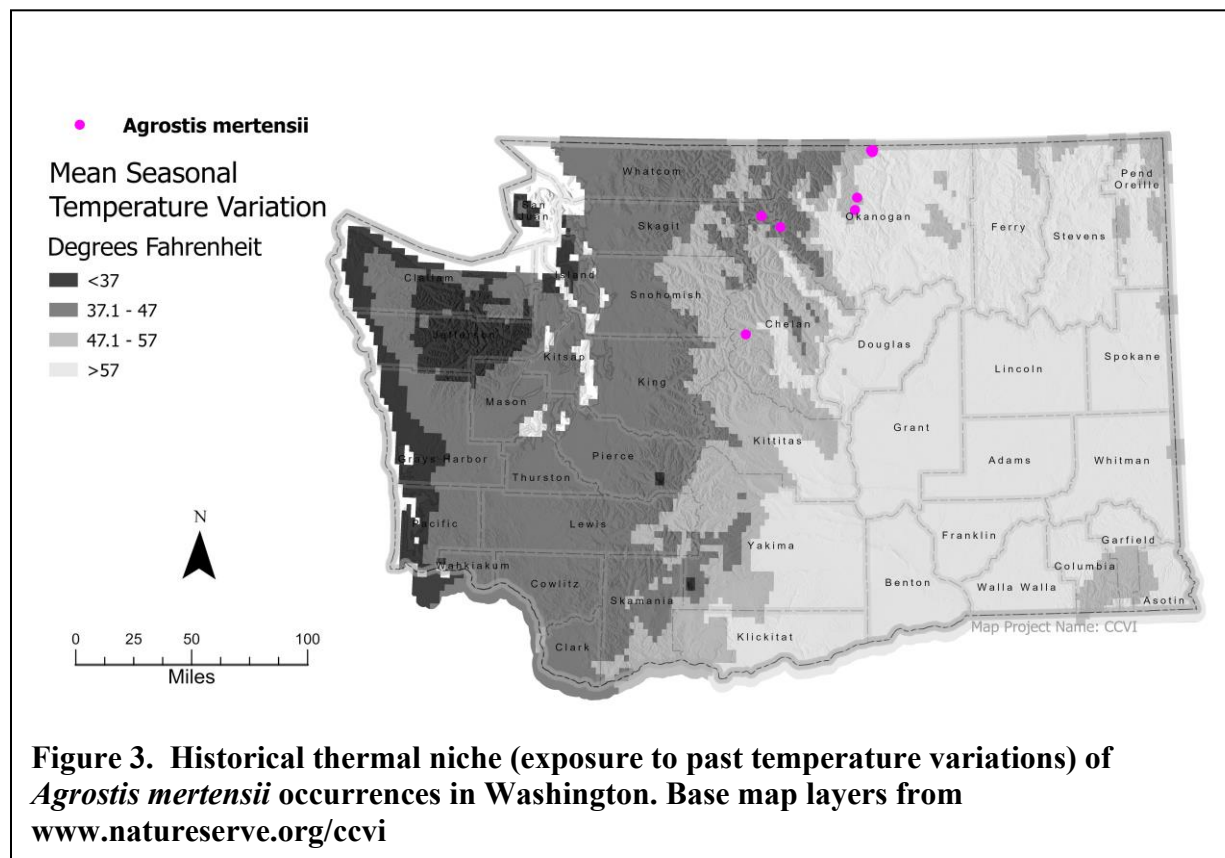 Agrostis mertensii
Mean Seasonal
Temperature Variation
Degrees Fahrenheit
<37
37.1 - 47
47.1 - 57
>57
Whatcom
Pend
Oreille
San
Juan
Okanogan
Skagit
Ferry
Stevens
Island
Clallam
Snohomish
Chelan
Jefferson
Douglas
Kitsap
Spokane
Lincoln
King
Mason
Grant
Kittitas
Grays Harbor
Pierce
Adams
Whitman
Thurston
Pacific
Lewis
Franklin
Garfield
Yakima
Columbia
Wahkiakum
Benton
Walla Walla
Cowlitz
Skamania
Asotin
Map Project Name: CCVI
Klickitat
Clark
N
0 25 50 100
Miles
Figure 3. Historical thermal niche (exposure to past temperature variations) of
Agrostis mertensii occurrences in Washington. Base map layers from
www.natureserve.org/ccvi